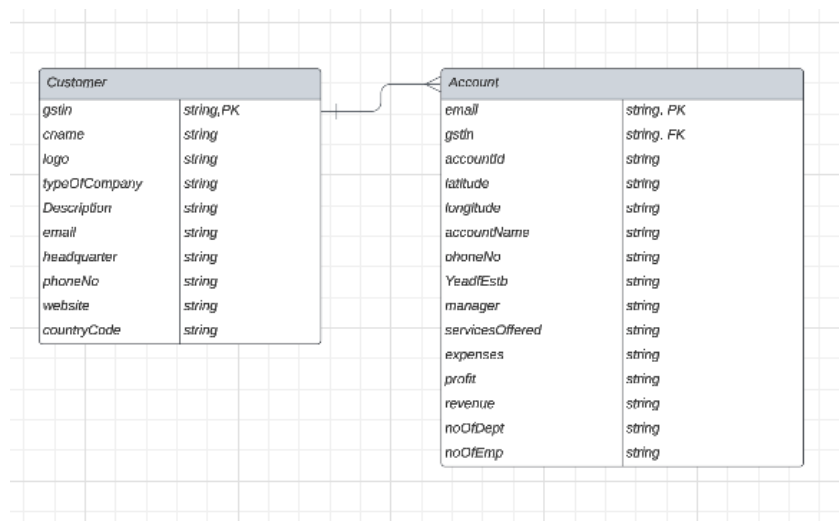 Customer
gstin string,PK
cname string
logo string
typeOfCompany string
Description string
email string
headquarter string
phoneNo string
website string
countryCode string
Account
email string. PK
gstin string. FK
accountId string
latitude string
longitude string
accountName string
phoneNo string
YeadfEstb string
manager string
servicesOffered string
expenses string
profit string
revenue string
noOfDept string
noOfEmp string